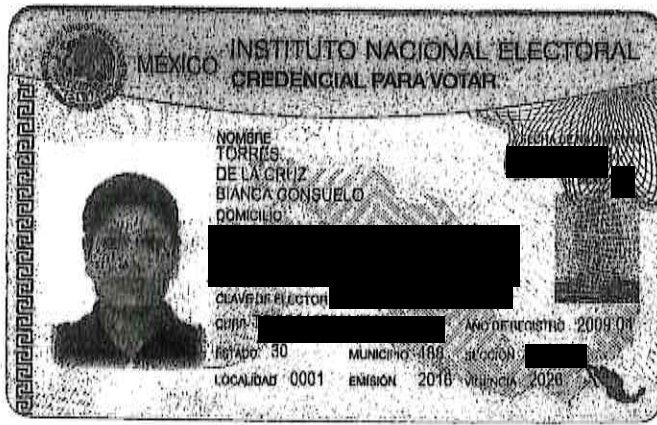 MÉXICO INSTITUTO NACIONAL ELECTORAL
CREDENCIAL PARA VOTAR
NOMBRE
TORRES
DE LA CRUZ
BIANCA CONSUELO
DOMICILIO
CLAVE DE ELECTOR
CURP
AÑO DE REGISTRO 2009 01
ESTADO 30 MUNICIPIO SECCIÓN
LOCALIDAD 0001 EMISIÓN 2016 VIGENCIA 2026